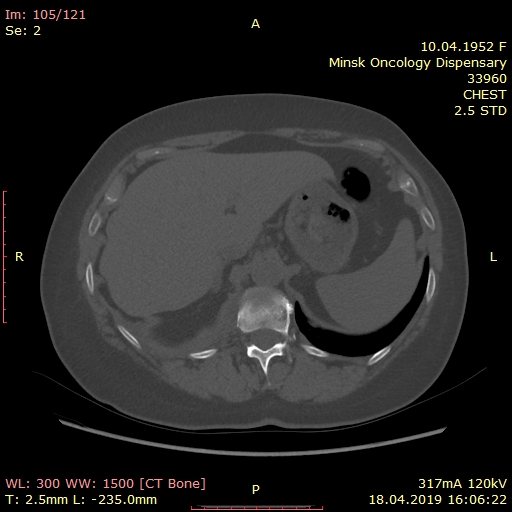 Im: 105/121
Se: 2
A
10.04.1952 F
Minsk Oncology Dispensary
33960
CHEST
2.5 STD
R
L
WL: 300 WW: 1500 [CT Bone]
T: 2.5mm L: -235.0mm
P
317mA 120kV
18.04.2019 16:06:22